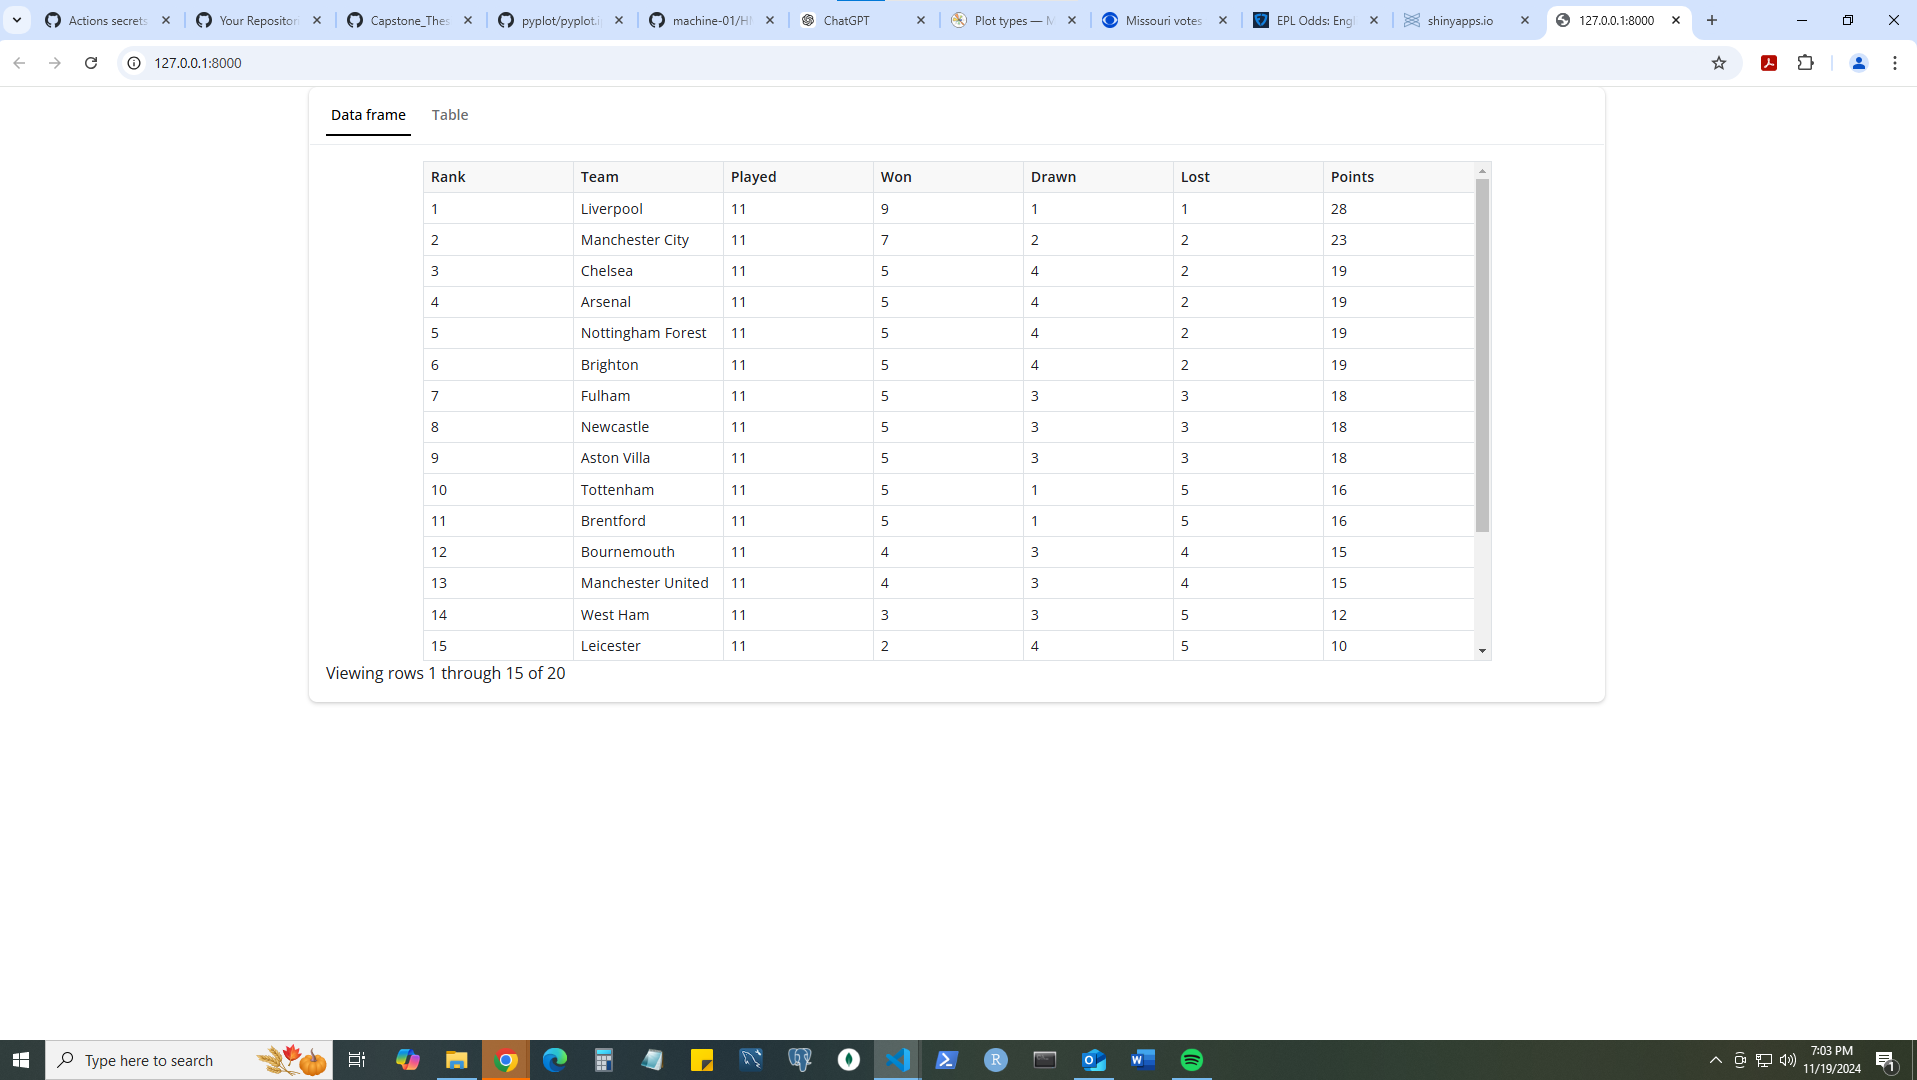 Actions secrets
Your Repositori
Capstone_Thes
pyplot/pyplot.i
machine-01/H
ChatGPT
Plot types — M
Missouri votes
EPL Odds: Engl
shinyapps.io
127.0.0.1:8000
127.0.0.1:8000
Data frame Table
Rank Team Played Won Drawn Lost Points
1 Liverpool 11 9 1 1 28
2 Manchester City 11 7 2 2 23
3 Chelsea 11 5 4 2 19
4 Arsenal 11 5 4 2 19
5 Nottingham Forest 11 5 4 2 19
6 Brighton 11 5 4 2 19
7 Fulham 11 5 3 3 18
8 Newcastle 11 5 3 3 18
9 Aston Villa 11 5 3 3 18
10 Tottenham 11 5 1 5 16
11 Brentford 11 5 1 5 16
12 Bournemouth 11 4 3 4 15
13 Manchester United 11 4 3 4 15
14 West Ham 11 3 3 5 12
15 Leicester 11 2 4 5 10
Viewing rows 1 through 15 of 20
Type here to search
7:03 PM
11/19/2024
1